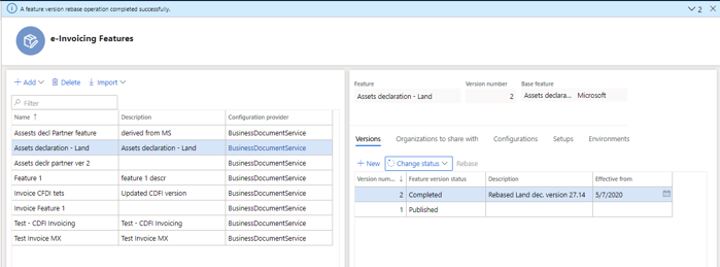 A feature version rebase operation completed successfully. 2
e-Invoicing Features
+ Add Delete Import
Filter
Name ↑ Description Configuration provider
Assests decl Partner feature derived from MS BusinessDocumentService
Assets declaration - Land Assets declaration - Land BusinessDocumentService
Assets declr partner ver 2 BusinessDocumentService
Feature 1 feature 1 descr BusinessDocumentService
Invoice CFDI tets Updated CDFI version BusinessDocumentService
Invoice Feature 1 BusinessDocumentService
Test - CDFI Invoicing Test - CDFI Invoicing BusinessDocumentService
Test Invoice MX Test Invoice MX BusinessDocumentService
Feature Version number Base feature
Assets declaration - Land 2 Assets declara... Microsoft
Versions Organizations to share with Configurations Setups Environments
+ New Change status Rebase
Version num... ↓ Feature version status Description Effective from
2 Completed Rebased Land dec. version 27.14 5/7/2020
1 Published